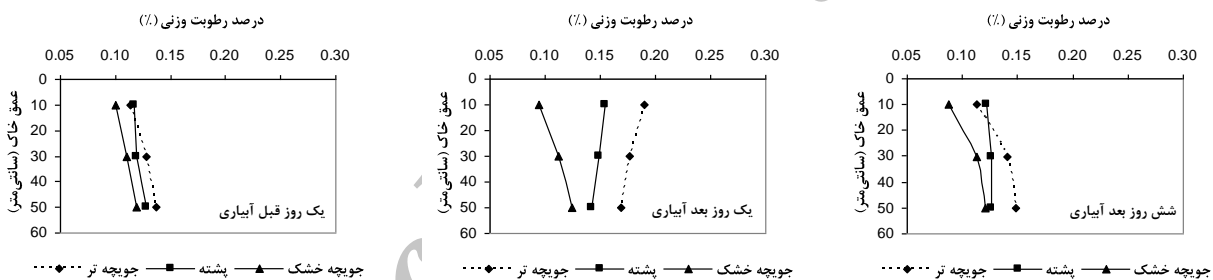 درصد رطوبت وزنی (٪)
0.05 0.10 0.15 0.20 0.25 0.30
0
10
20
30
40
50
60
عمق خاک (سانتی‌متر)
یک روز قبل آبیاری
جویچه تر پشته جویچه خشک
درصد رطوبت وزنی (٪)
0.05 0.10 0.15 0.20 0.25 0.30
0
10
20
30
40
50
60
عمق خاک (سانتی‌متر)
یک روز بعد آبیاری
جویچه تر پشته جویچه خشک
درصد رطوبت وزنی (٪)
0.05 0.10 0.15 0.20 0.25 0.30
0
10
20
30
40
50
60
عمق خاک (سانتی‌متر)
شش روز بعد آبیاری
جویچه تر پشته جویچه خشک